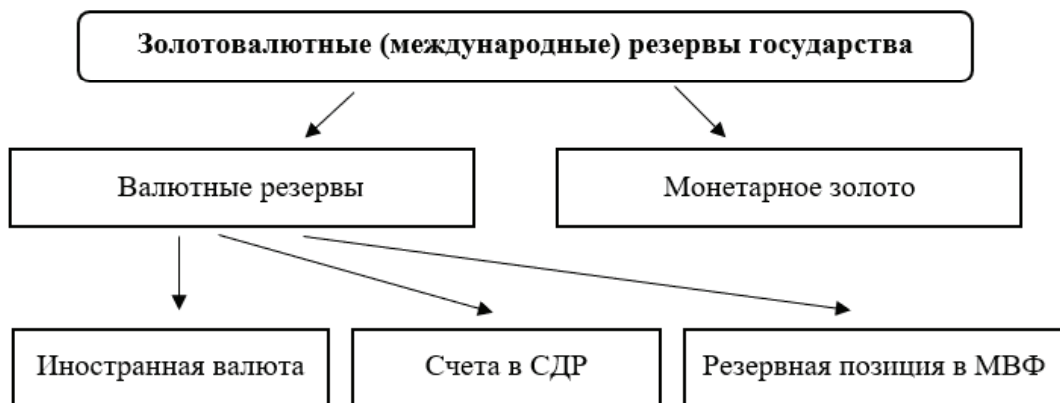 Золотовалютные (международные) резервы государства
Валютные резервы
Монетарное золото
Иностранная валюта
Счета в СДР
Резервная позиция в МВФ